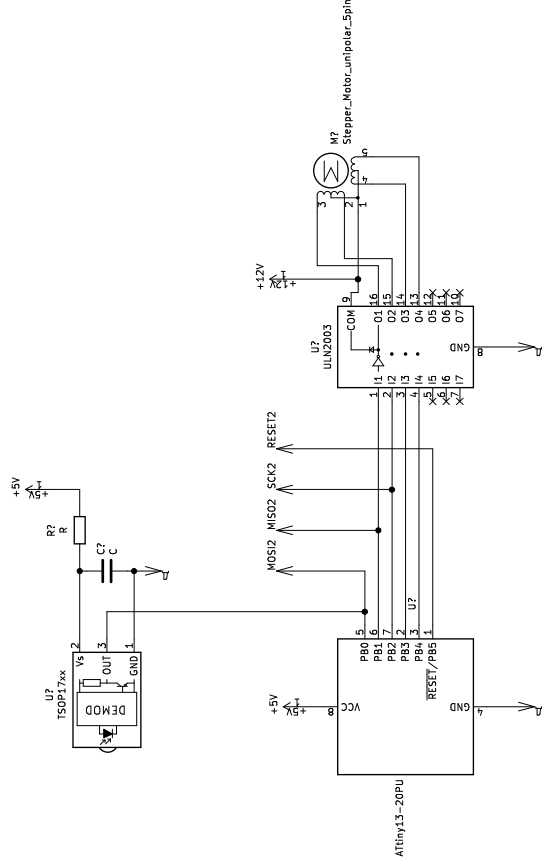 M?
Stepper_Motor_unipolar_5pin
5
4
3
2
1
+12V
1
+12V
9
16
15
14
13
12
11
10
COM
O1
O2
O3
O4
O5
O6
O7
U?
ULN2003
GND
8
I1
I2
I3
I4
I5
I6
I7
1
2
3
4
5
6
7
RESET2
SCK2
MISO2
MOSI2
+5V
1
+5V
R?
R
C?
C
2
3
1
Vs
OUT
GND
U?
TSOP17xx
DEMOD
U?
5
6
7
2
3
1
PB0
PB1
PB2
PB3
PB4
RESET/PB5
+5V
1
+5V
8
VCC
GND
4
ATtiny13-20PU